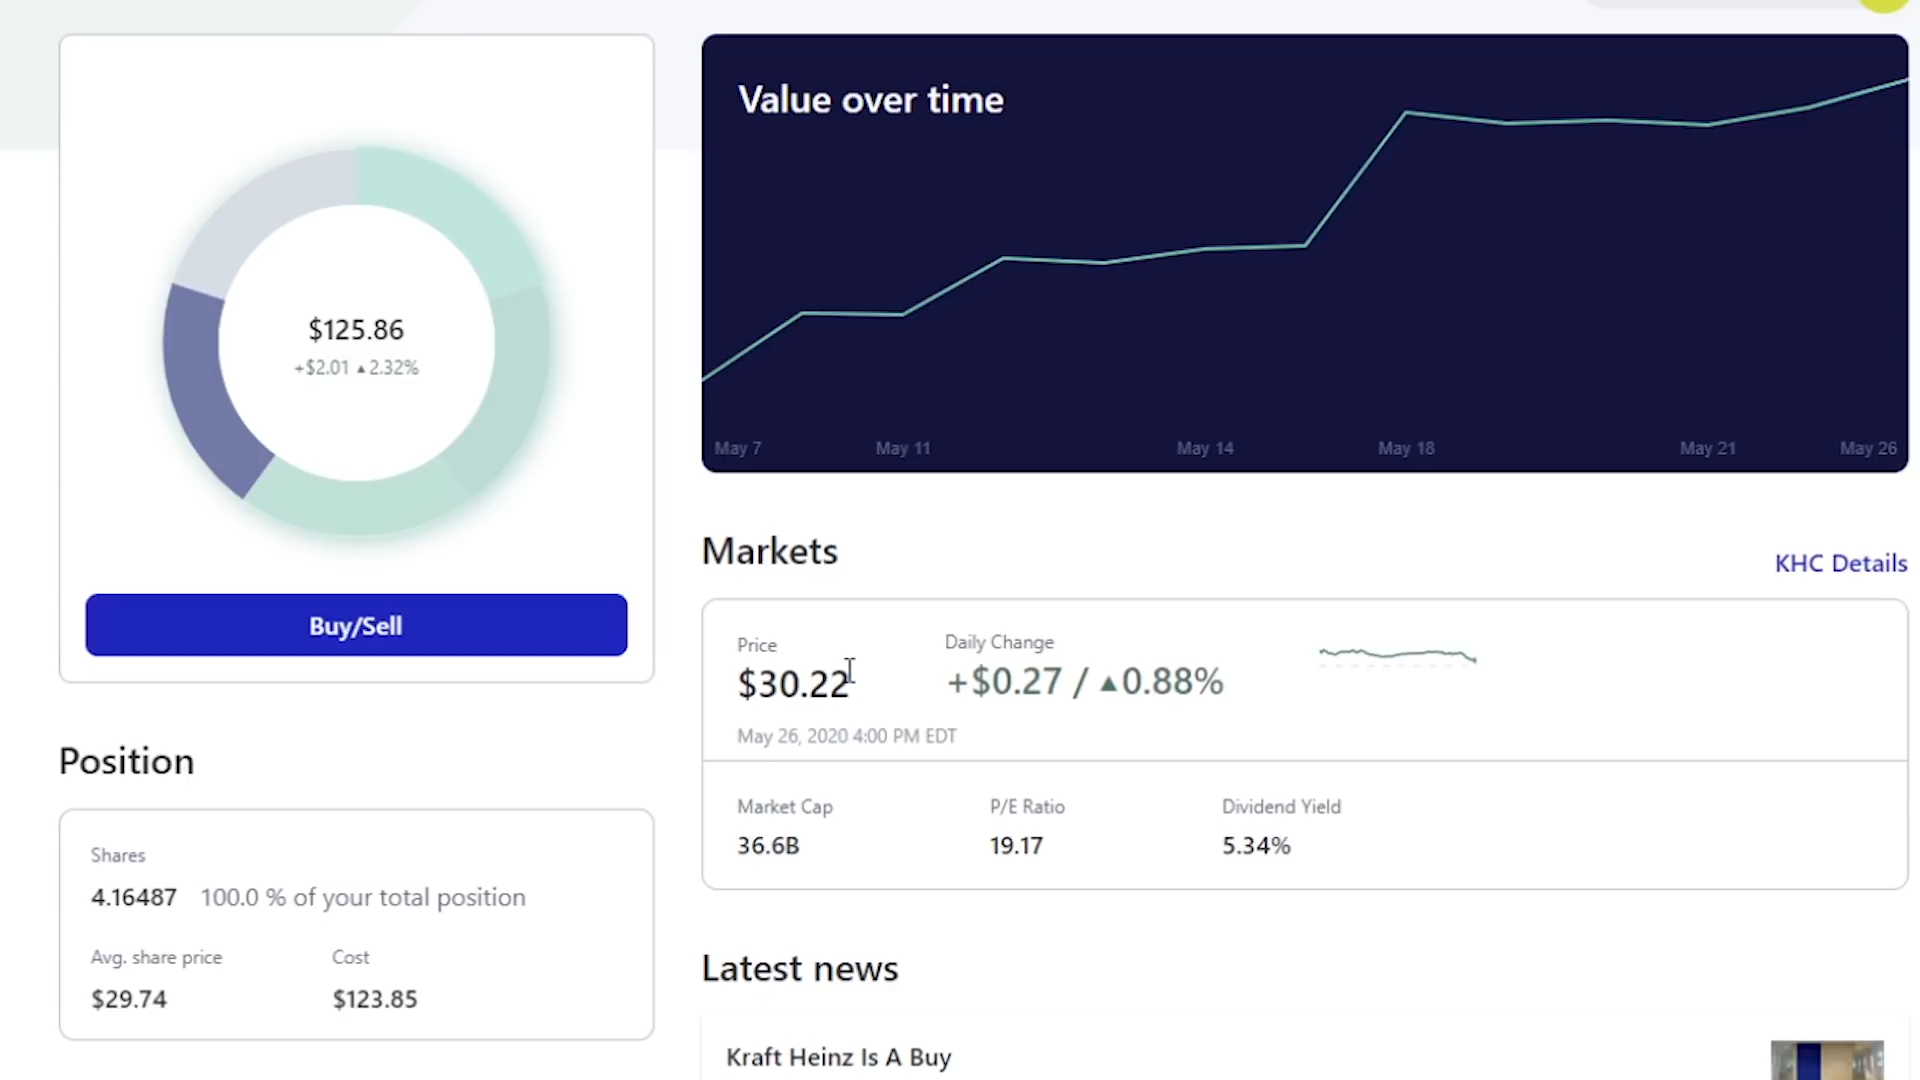 $125.86
+$2.01 ▲ 2.32%
Buy/Sell
Position
Shares
4.16487 100.0 % of your total position
Avg. share price Cost
$29.74 $123.85
Value over time
May 7 May 11 May 14 May 18 May 21 May 26
Markets
KHC Details
Price Daily Change
$30.22 +$0.27 / ▲0.88%
May 26, 2020 4:00 PM EDT
Market Cap P/E Ratio Dividend Yield
36.6B 19.17 5.34%
Latest news
Kraft Heinz Is A Buy